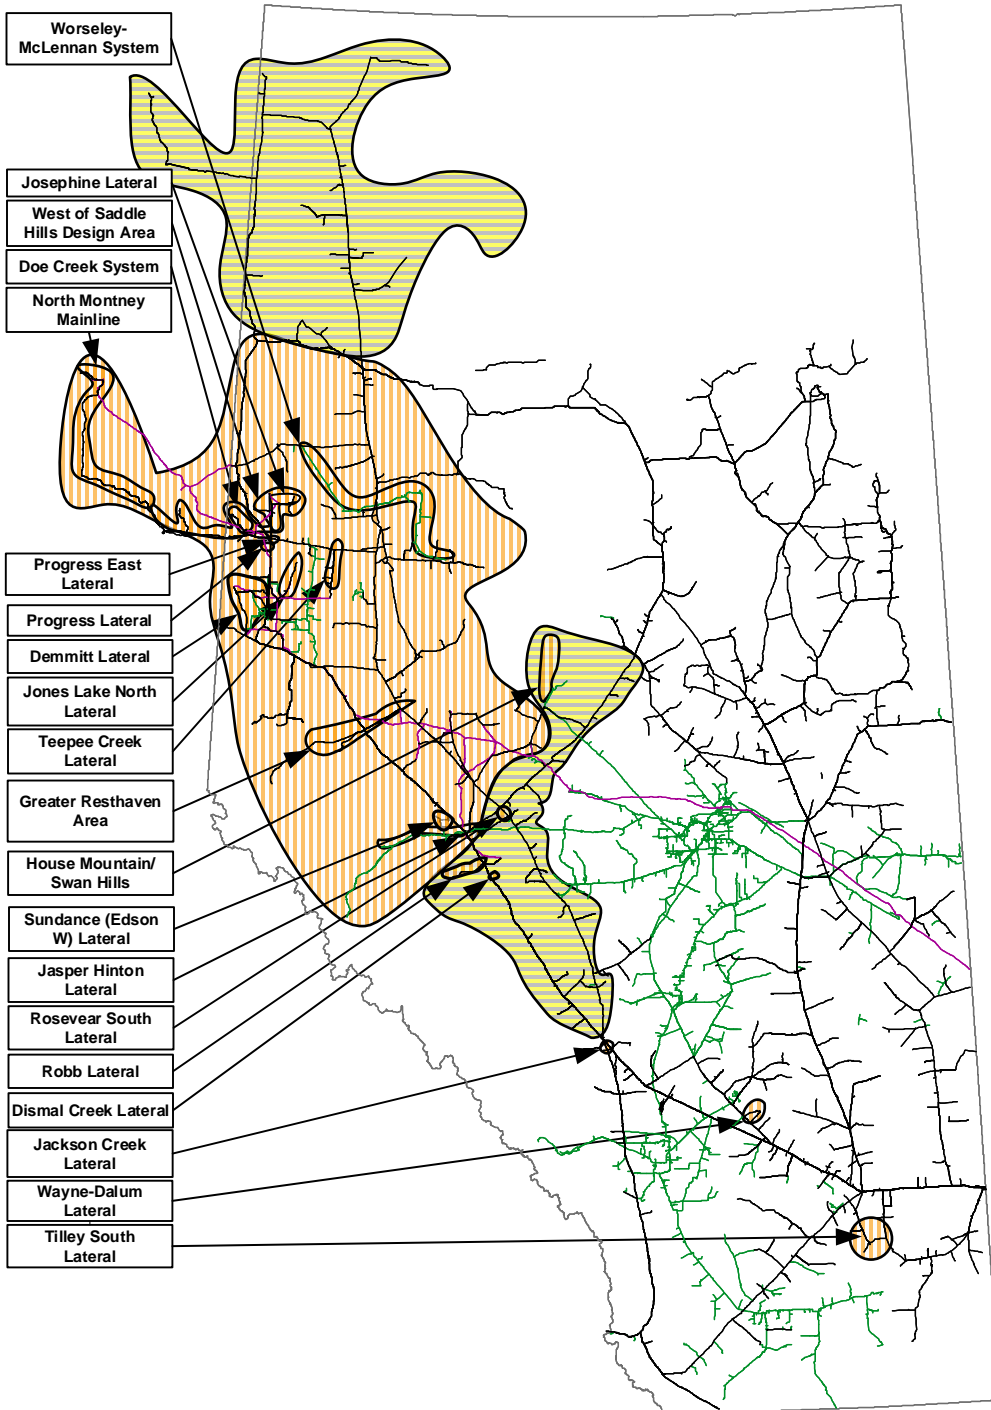 Worseley-
McLennan System
Josephine Lateral
West of Saddle
Hills Design Area
Doe Creek System
North Montney
Mainline
Progress East
Lateral
Progress Lateral
Demmitt Lateral
Jones Lake North
Lateral
Teepee Creek
Lateral
Greater Resthaven
Area
House Mountain/
Swan Hills
Sundance (Edson
W) Lateral
Jasper Hinton
Lateral
Rosevear South
Lateral
Robb Lateral
Dismal Creek Lateral
Jackson Creek
Lateral
Wayne-Dalum
Lateral
Tilley South
Lateral